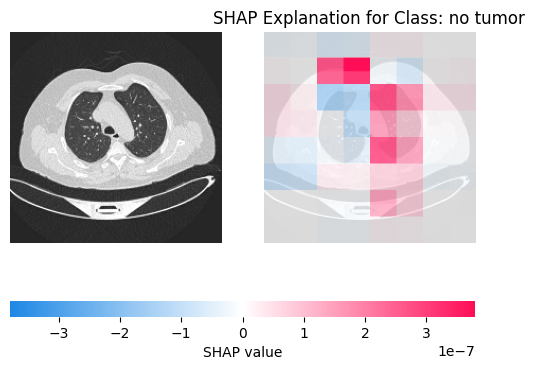 SHAP Explanation for Class: no tumor
−3 −2 −1 0 1 2 3
SHAP value
1e−7